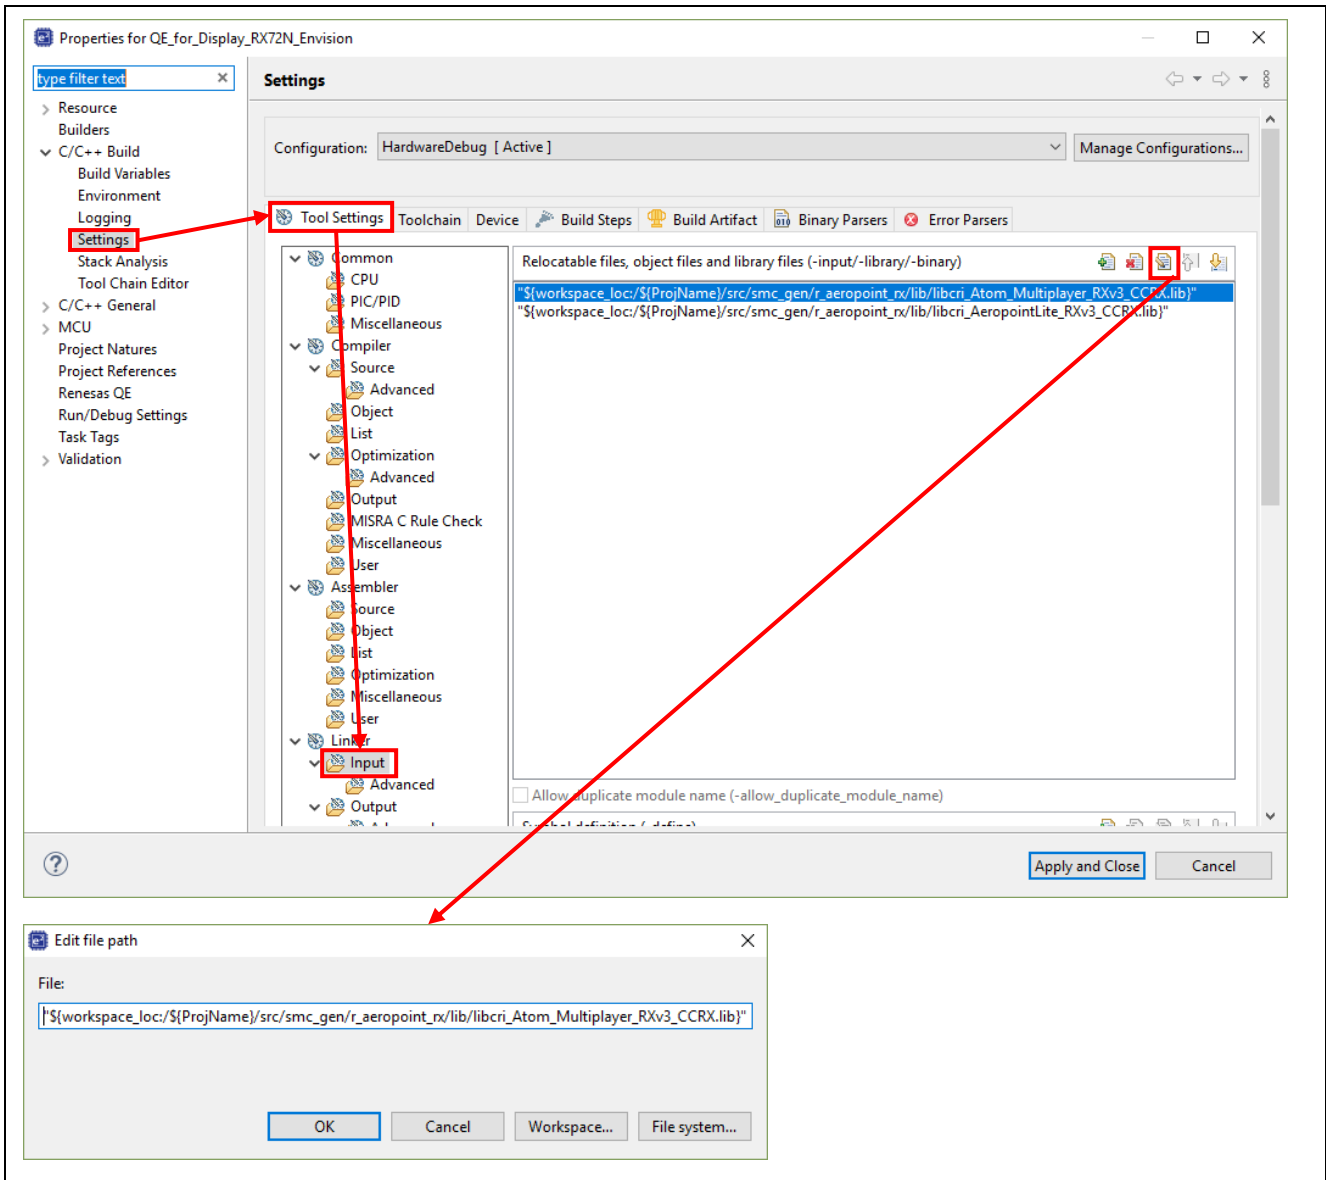 Properties for QE_for_Display_RX72N_Envision
type filter text
Settings
Resource
Builders
C/C++ Build
Build Variables
Environment
Logging
Settings
Stack Analysis
Tool Chain Editor
C/C++ General
MCU
Project Natures
Project References
Renesas QE
Run/Debug Settings
Task Tags
Validation
Configuration: HardwareDebug [ Active ] Manage Configurations...
Tool Settings Toolchain Device Build Steps Build Artifact Binary Parsers Error Parsers
Common
CPU
PIC/PID
Miscellaneous
Compiler
Source
Advanced
Object
List
Optimization
Advanced
Output
MISRA C Rule Check
Miscellaneous
User
Assembler
Source
Object
List
Optimization
Miscellaneous
User
Linker
Input
Advanced
Output
Relocatable files, object files and library files (-input/-library/-binary)
"${workspace_loc:/${ProjName}/src/smc_gen/r_aeropoint_rx/lib/libcri_Atom_Multiplayer_RXv3_CCRX.lib}"
"${workspace_loc:/${ProjName}/src/smc_gen/r_aeropoint_rx/lib/libcri_AeropointLite_RXv3_CCRX.lib}"
Allow duplicate module name (-allow_duplicate_module_name)
Symbol definition (-define)
Apply and Close Cancel
Edit file path
File:
"${workspace_loc:/${ProjName}/src/smc_gen/r_aeropoint_rx/lib/libcri_Atom_Multiplayer_RXv3_CCRX.lib}"
OK Cancel Workspace... File system...